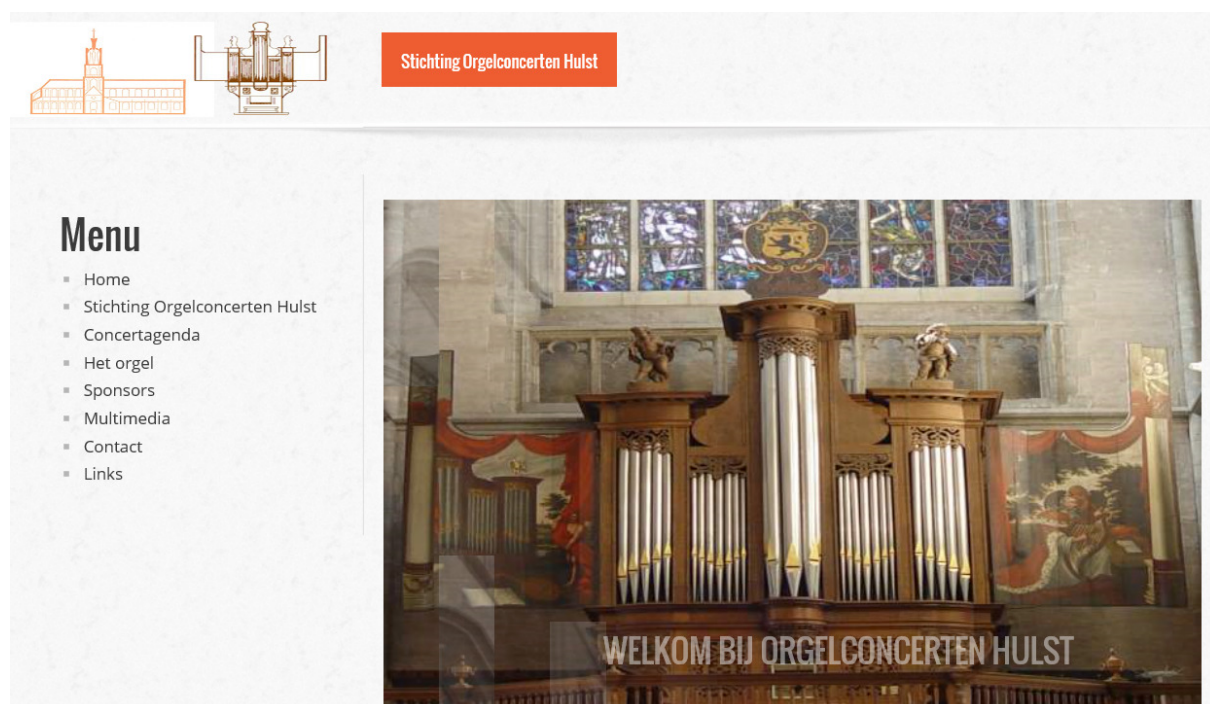 Stichting Orgelconcerten Hulst
Menu
Home
Stichting Orgelconcerten Hulst
Concertagenda
Het orgel
Sponsors
Multimedia
Contact
Links
WELKOM BIJ ORGELCONCERTEN HULST